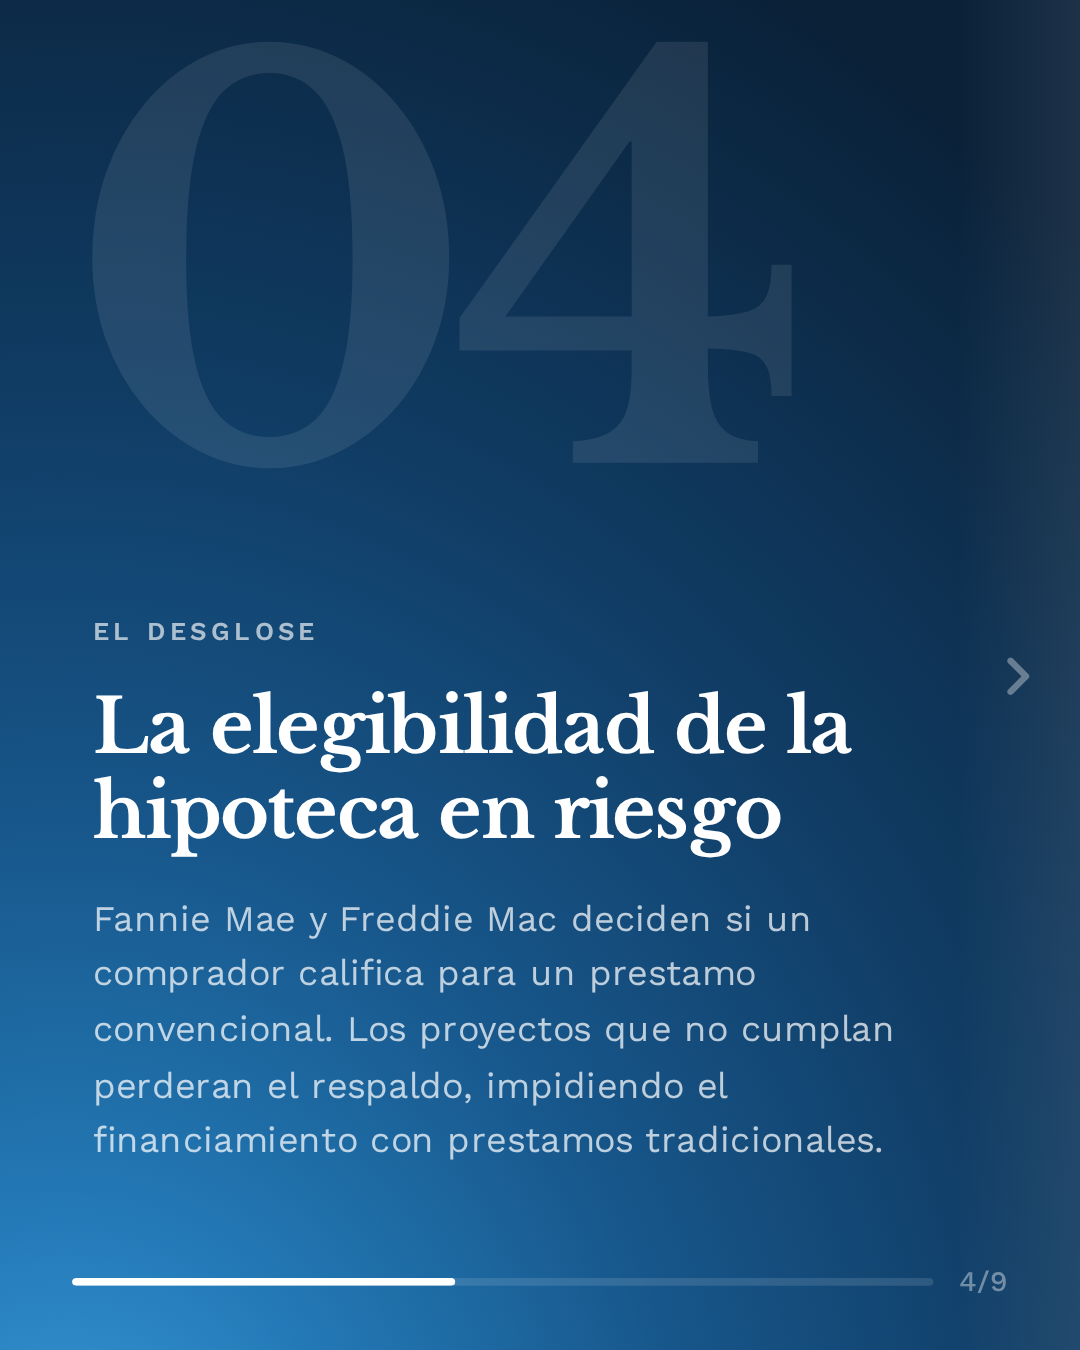 04
EL DESGLOSE
La elegibilidad de la
hipoteca en riesgo
Fannie Mae y Freddie Mac deciden si un
comprador califica para un prestamo
convencional. Los proyectos que no cumplan
perderan el respaldo, impidiendo el
financiamiento con prestamos tradicionales.
4/9